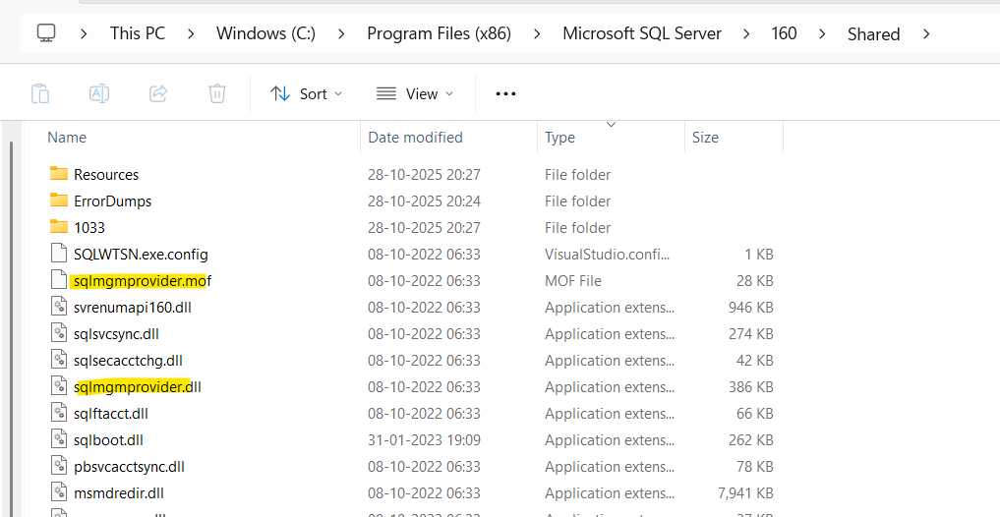 This PC > Windows (C:) > Program Files (x86) > Microsoft SQL Server > 160 > Shared >
Sort View
Name Date modified Type Size
Resources 28-10-2025 20:27 File folder
ErrorDumps 28-10-2025 20:24 File folder
1033 28-10-2025 20:27 File folder
SQLWTSN.exe.config 08-10-2022 06:33 VisualStudio.confi... 1 KB
sqlmgmprovider.mof 08-10-2022 06:33 MOF File 28 KB
svrenumapi160.dll 08-10-2022 06:33 Application extens... 946 KB
sqlsvcsync.dll 08-10-2022 06:33 Application extens... 274 KB
sqlsecacctchg.dll 08-10-2022 06:33 Application extens... 42 KB
sqlmgmprovider.dll 08-10-2022 06:33 Application extens... 386 KB
sqlftacct.dll 08-10-2022 06:33 Application extens... 66 KB
sqlboot.dll 31-01-2023 19:09 Application extens... 262 KB
pbsvcacctsync.dll 08-10-2022 06:33 Application extens... 78 KB
msmdredir.dll 08-10-2022 06:33 Application extens... 7,941 KB